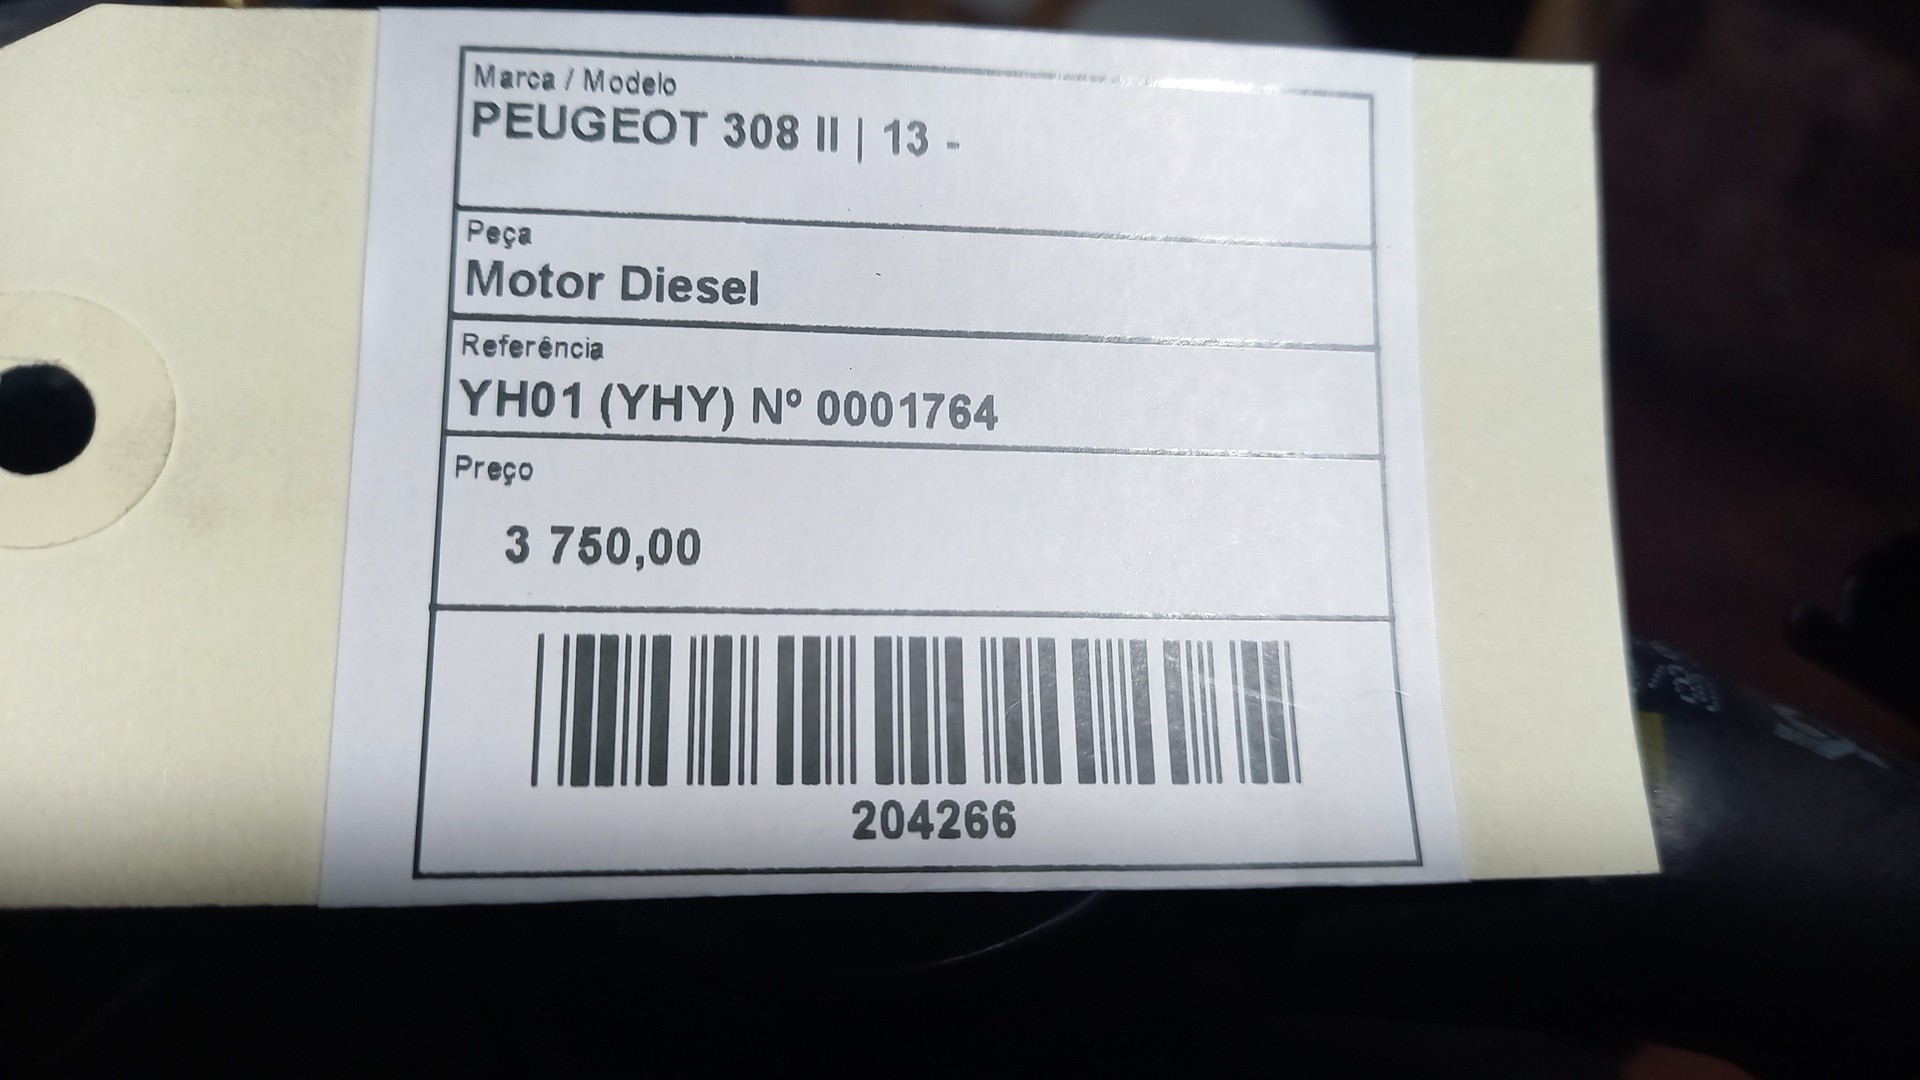 Marca / Modelo
PEUGEOT 308 II | 13 -
Peça
Motor Diesel
Referência
YH01 (YHY) Nº 0001764
Preço
3 750,00
204266